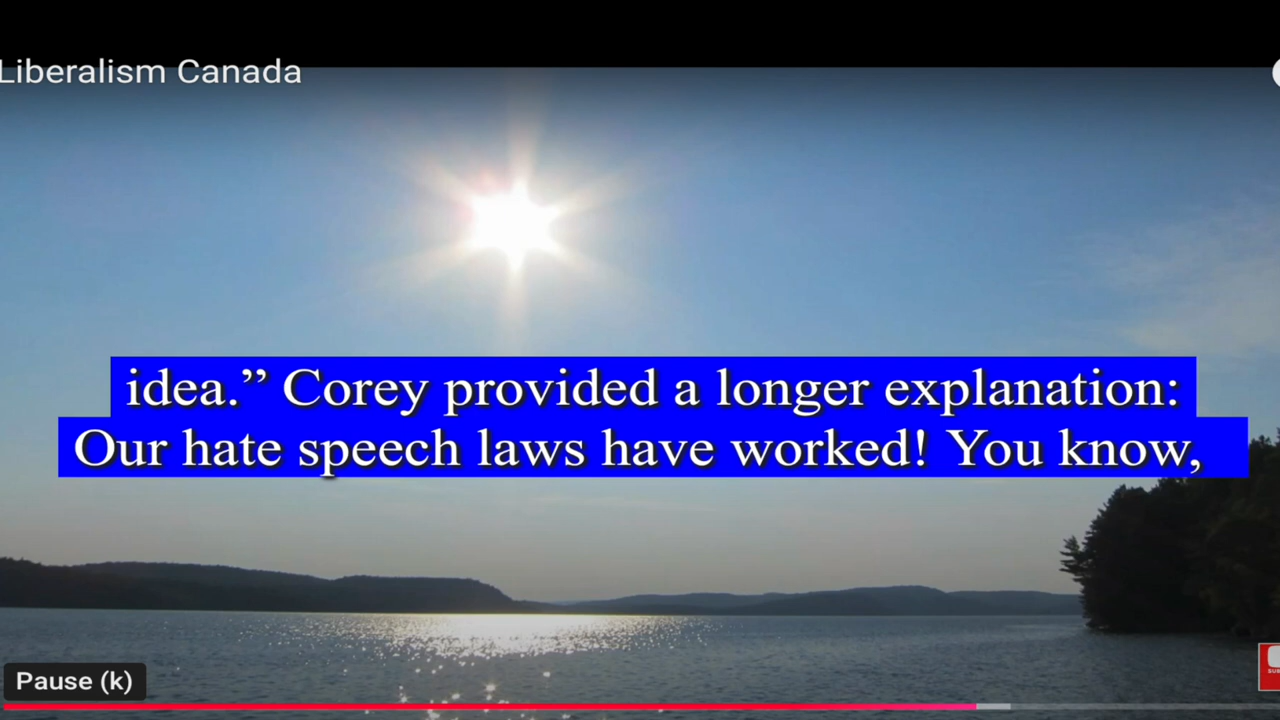 Liberalism Canada
idea.” Corey provided a longer explanation:
Our hate speech laws have worked! You know,
Pause (k)